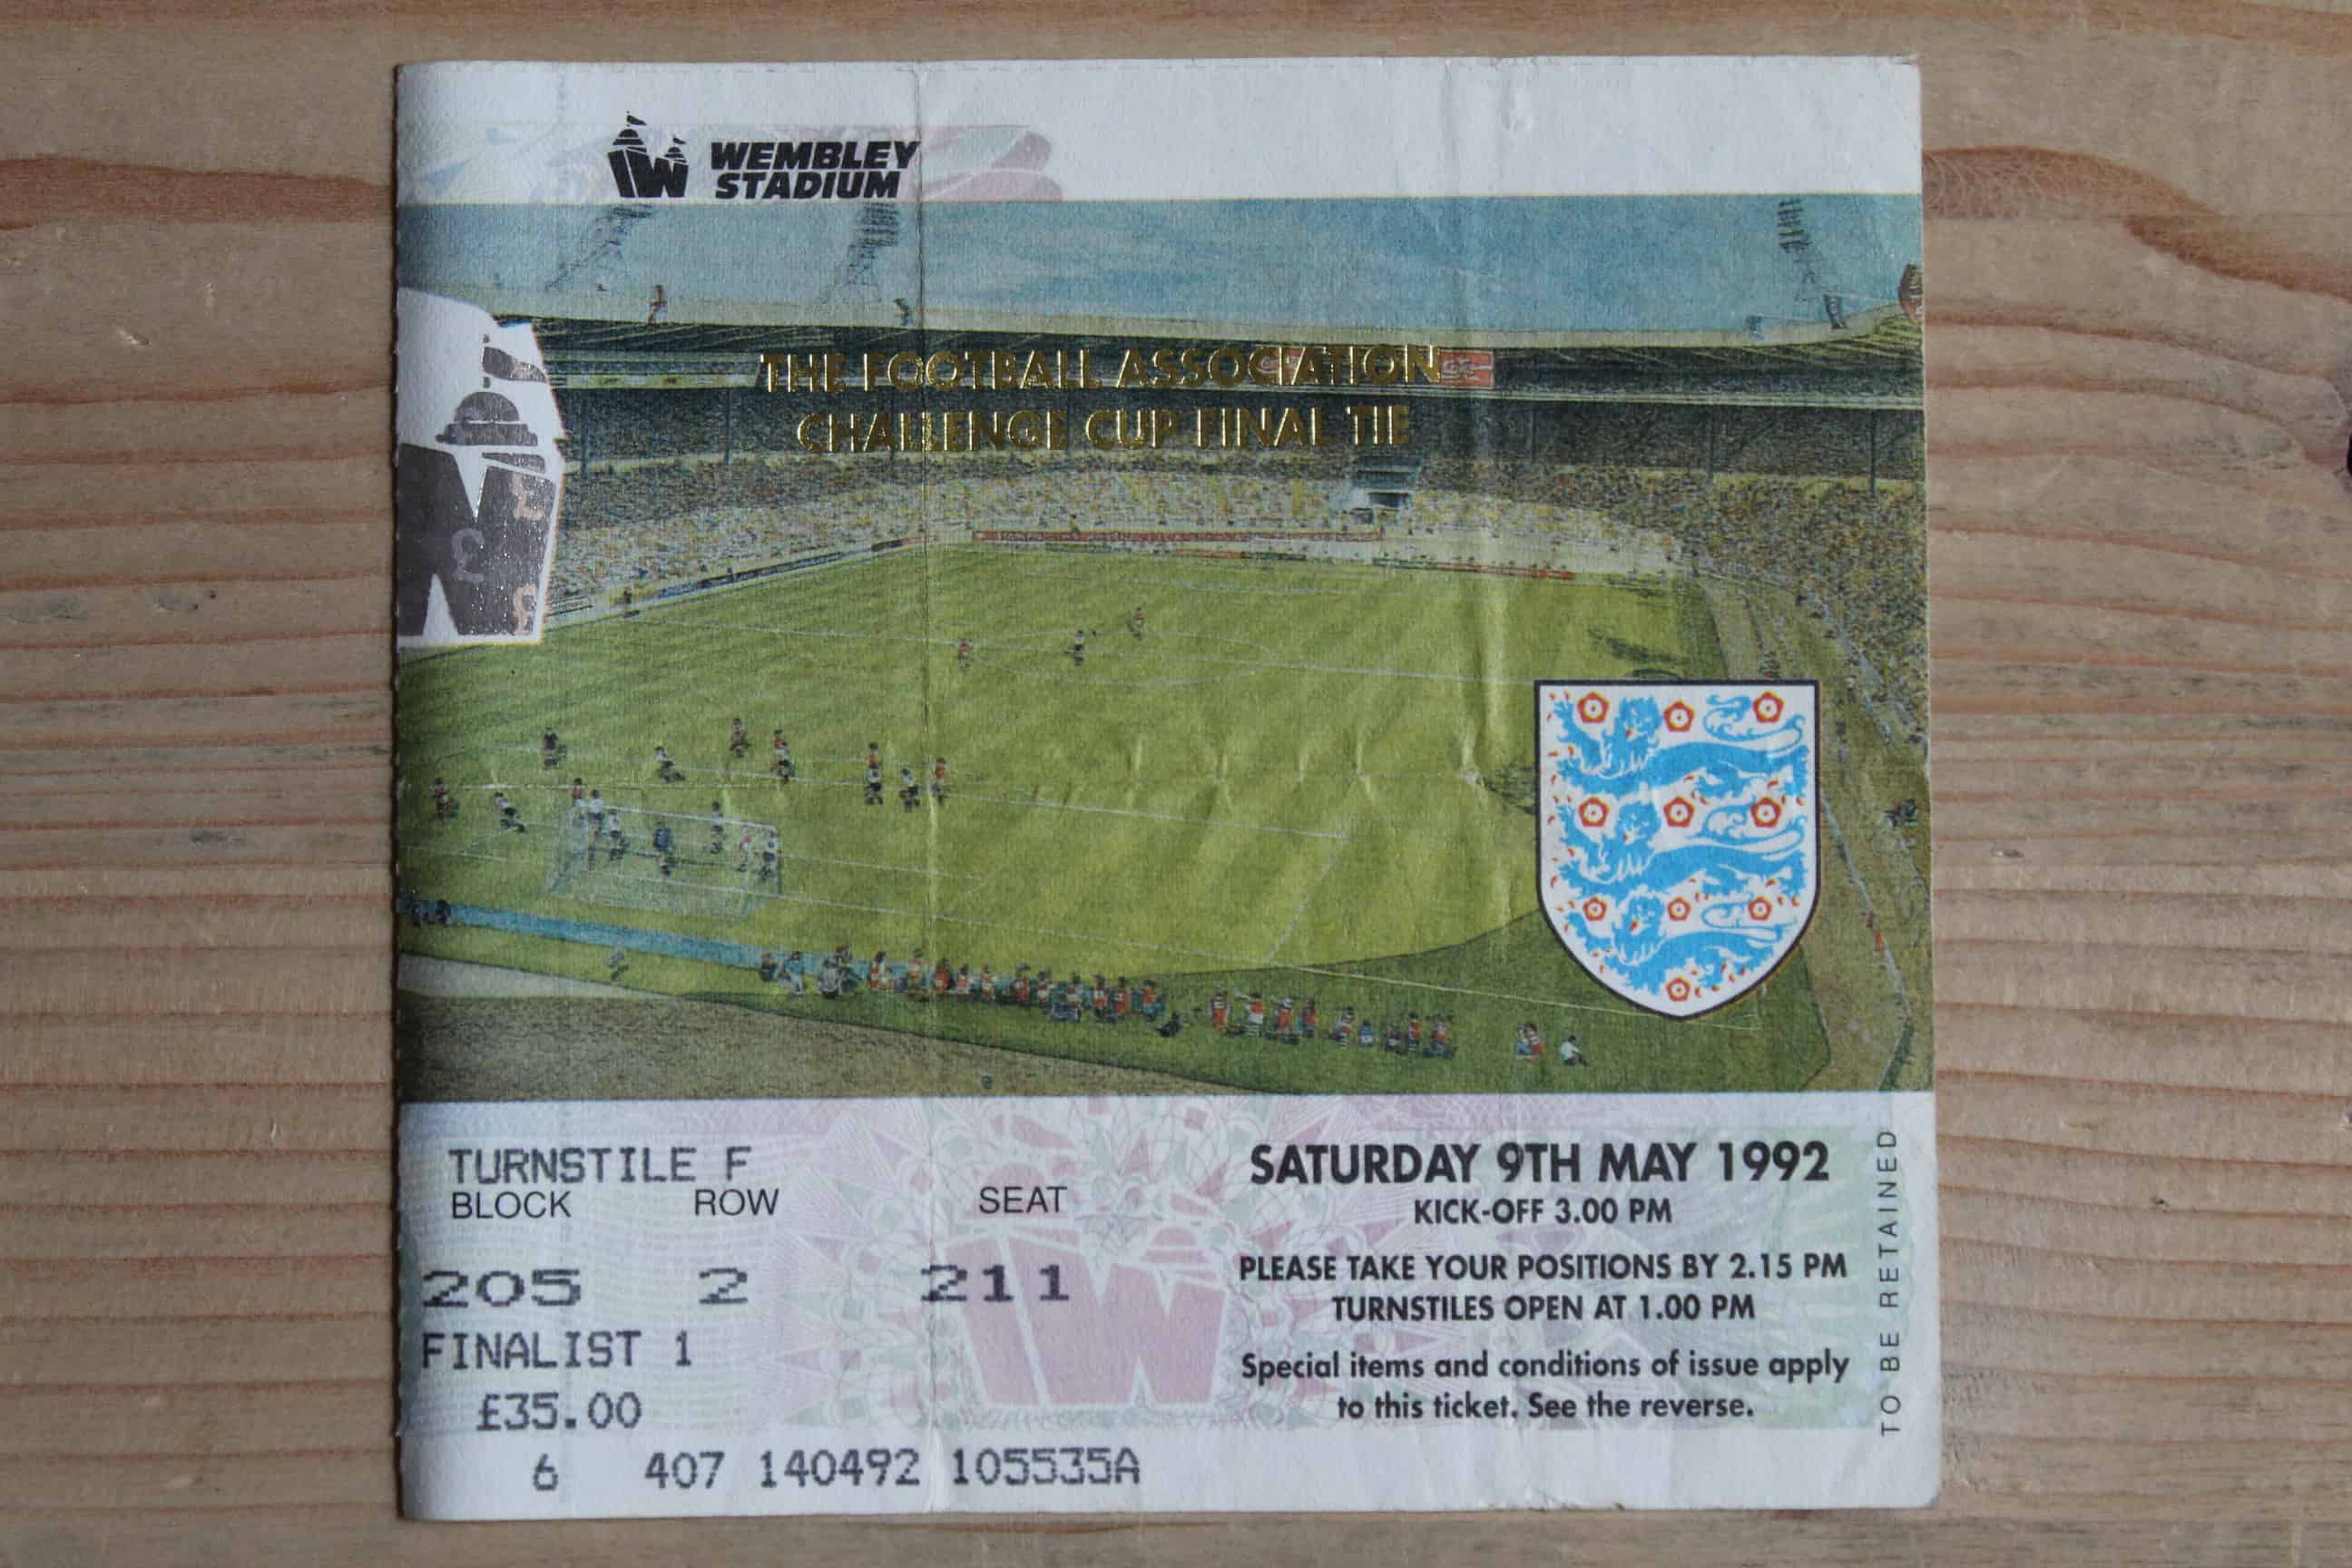 WEMBLEY
STADIUM
THE FOOTBALL ASSOCIATION
CHALLENGE CUP FINAL TIE
TURNSTILE F
BLOCK ROW SEAT
205 2 211
FINALIST 1
£35.00
6 407 140492 105535A
SATURDAY 9TH MAY 1992
KICK-OFF 3.00 PM
PLEASE TAKE YOUR POSITIONS BY 2.15 PM
TURNSTILES OPEN AT 1.00 PM
Special items and conditions of issue apply
to this ticket. See the reverse.
TO BE RETAINED